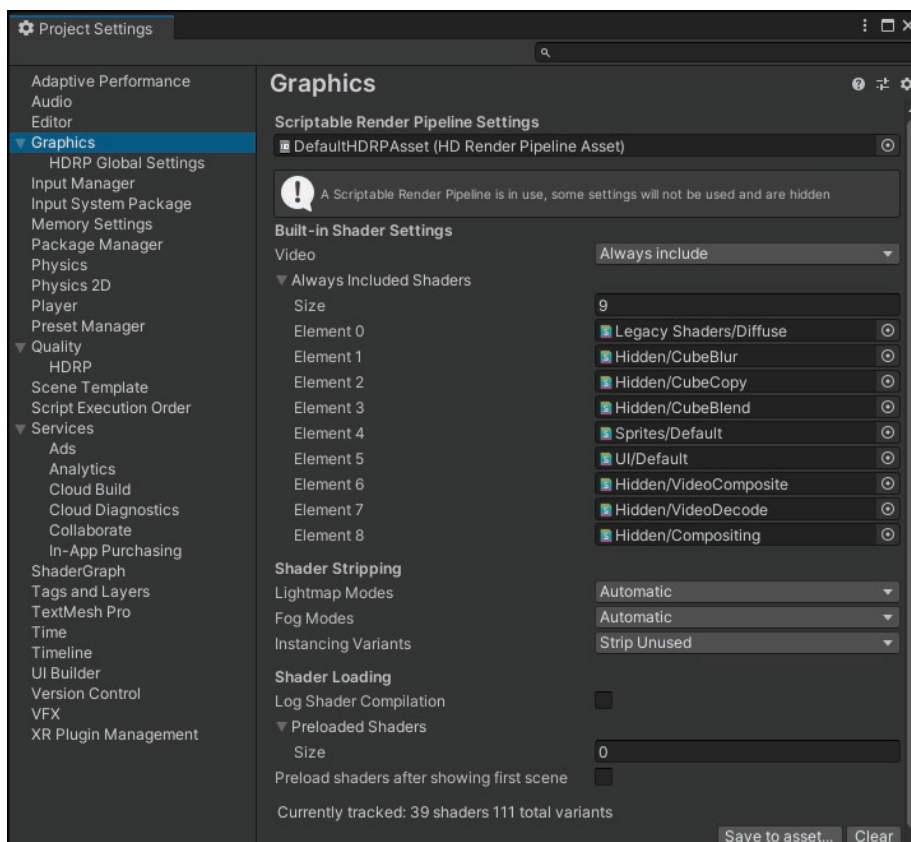 Project Settings
Adaptive Performance
Audio
Editor
Graphics
HDRP Global Settings
Input Manager
Input System Package
Memory Settings
Package Manager
Physics
Physics 2D
Player
Preset Manager
Quality
HDRP
Scene Template
Script Execution Order
Services
Ads
Analytics
Cloud Build
Cloud Diagnostics
Collaborate
In-App Purchasing
ShaderGraph
Tags and Layers
TextMesh Pro
Time
Timeline
UI Builder
Version Control
VFX
XR Plugin Management
Graphics
Scriptable Render Pipeline Settings
DefaultHDRPAsset (HD Render Pipeline Asset)
A Scriptable Render Pipeline is in use, some settings will not be used and are hidden
Built-in Shader Settings
Video Always include
Always Included Shaders
Size 9
Element 0 Legacy Shaders/Diffuse
Element 1 Hidden/CubeBlur
Element 2 Hidden/CubeCopy
Element 3 Hidden/CubeBlend
Element 4 Sprites/Default
Element 5 UI/Default
Element 6 Hidden/VideoComposite
Element 7 Hidden/VideoDecode
Element 8 Hidden/Compositing
Shader Stripping
Lightmap Modes Automatic
Fog Modes Automatic
Instancing Variants Strip Unused
Shader Loading
Log Shader Compilation
Preloaded Shaders
Size 0
Preload shaders after showing first scene
Currently tracked: 39 shaders 111 total variants
Save to asset... Clear